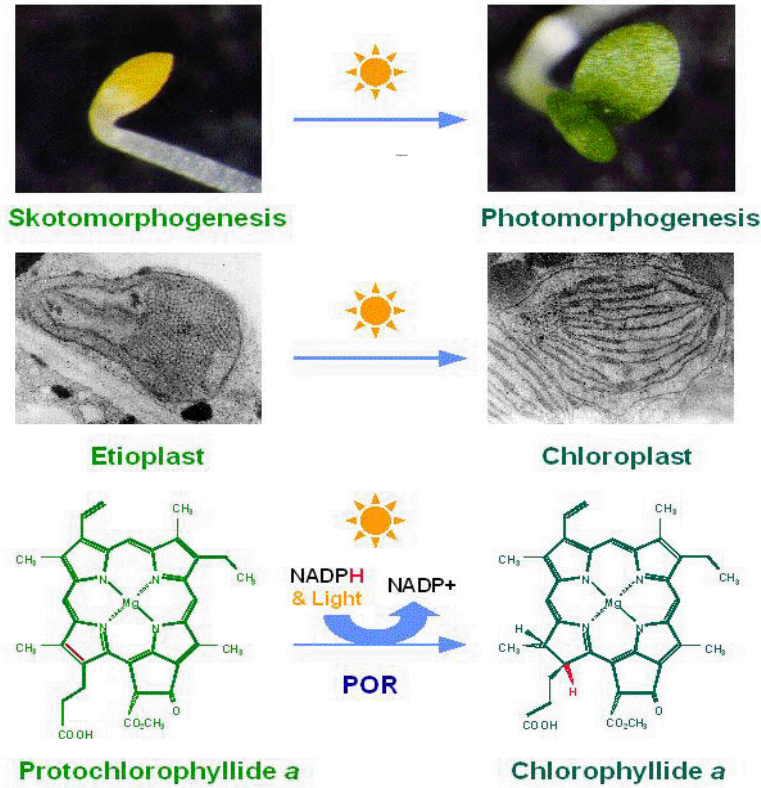 Skotomorphogenesis
Photomorphogenesis
Etioplast
Chloroplast
CH3
CH3
CH3
CH3
CH3
N
N
N
N
Mg
CO2CH3
O
COOH
NADPH
& Light
NADP+
POR
CH3
CH3
CH3
CH3
CH3
N
N
N
N
Mg
H
H
CO2CH3
O
COOH
Protochlorophyllide a
Chlorophyllide a